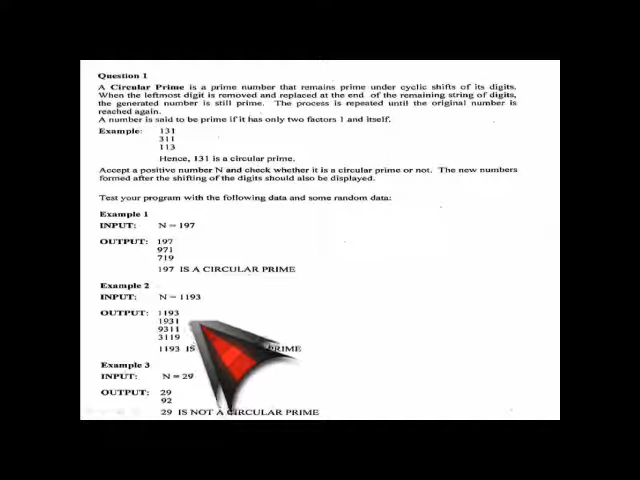 Question 1
A Circular Prime is a prime number that remains prime under cyclic shifts of its digits.
When the leftmost digit is removed and replaced at the end of the remaining string of digits,
the generated number is still prime. The process is repeated until the original number is
reached again.
A number is said to be prime if it has only two factors 1 and itself.
Example: 131
311
113
Hence, 131 is a circular prime.
Accept a positive number N and check whether it is a circular prime or not. The new numbers
formed after the shifting of the digits should also be displayed.
Test your program with the following data and some random data:
Example 1
INPUT: N = 197
OUTPUT: 197
971
719
197 IS A CIRCULAR PRIME
Example 2
INPUT: N = 1193
OUTPUT: 1193
1931
9311
3119
1193 IS PRIME
Example 3
INPUT: N = 29
OUTPUT: 29
92
29 IS NOT A CIRCULAR PRIME